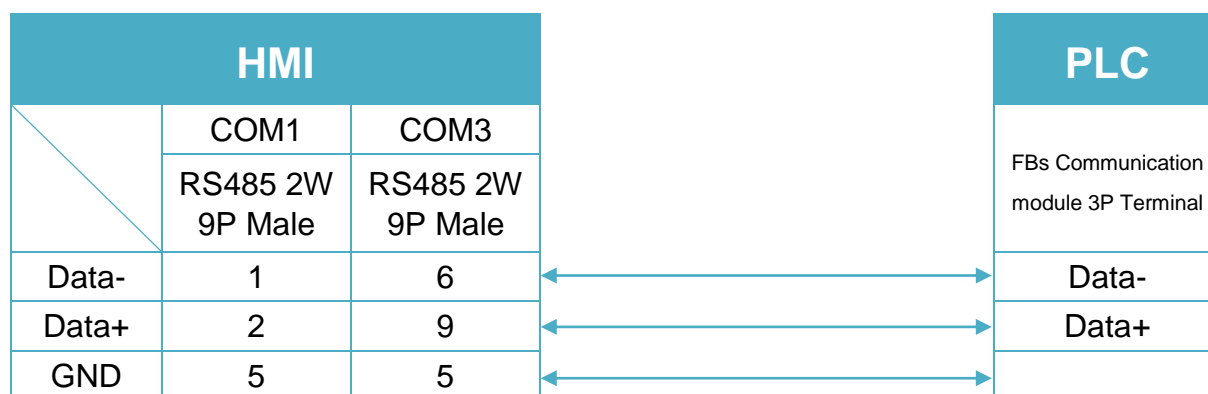 HMI PLC
COM1 COM3
FBs Communication
module 3P Terminal
RS485 2W RS485 2W
9P Male 9P Male
Data- 1 6 Data-
Data+ 2 9 Data+
GND 5 5